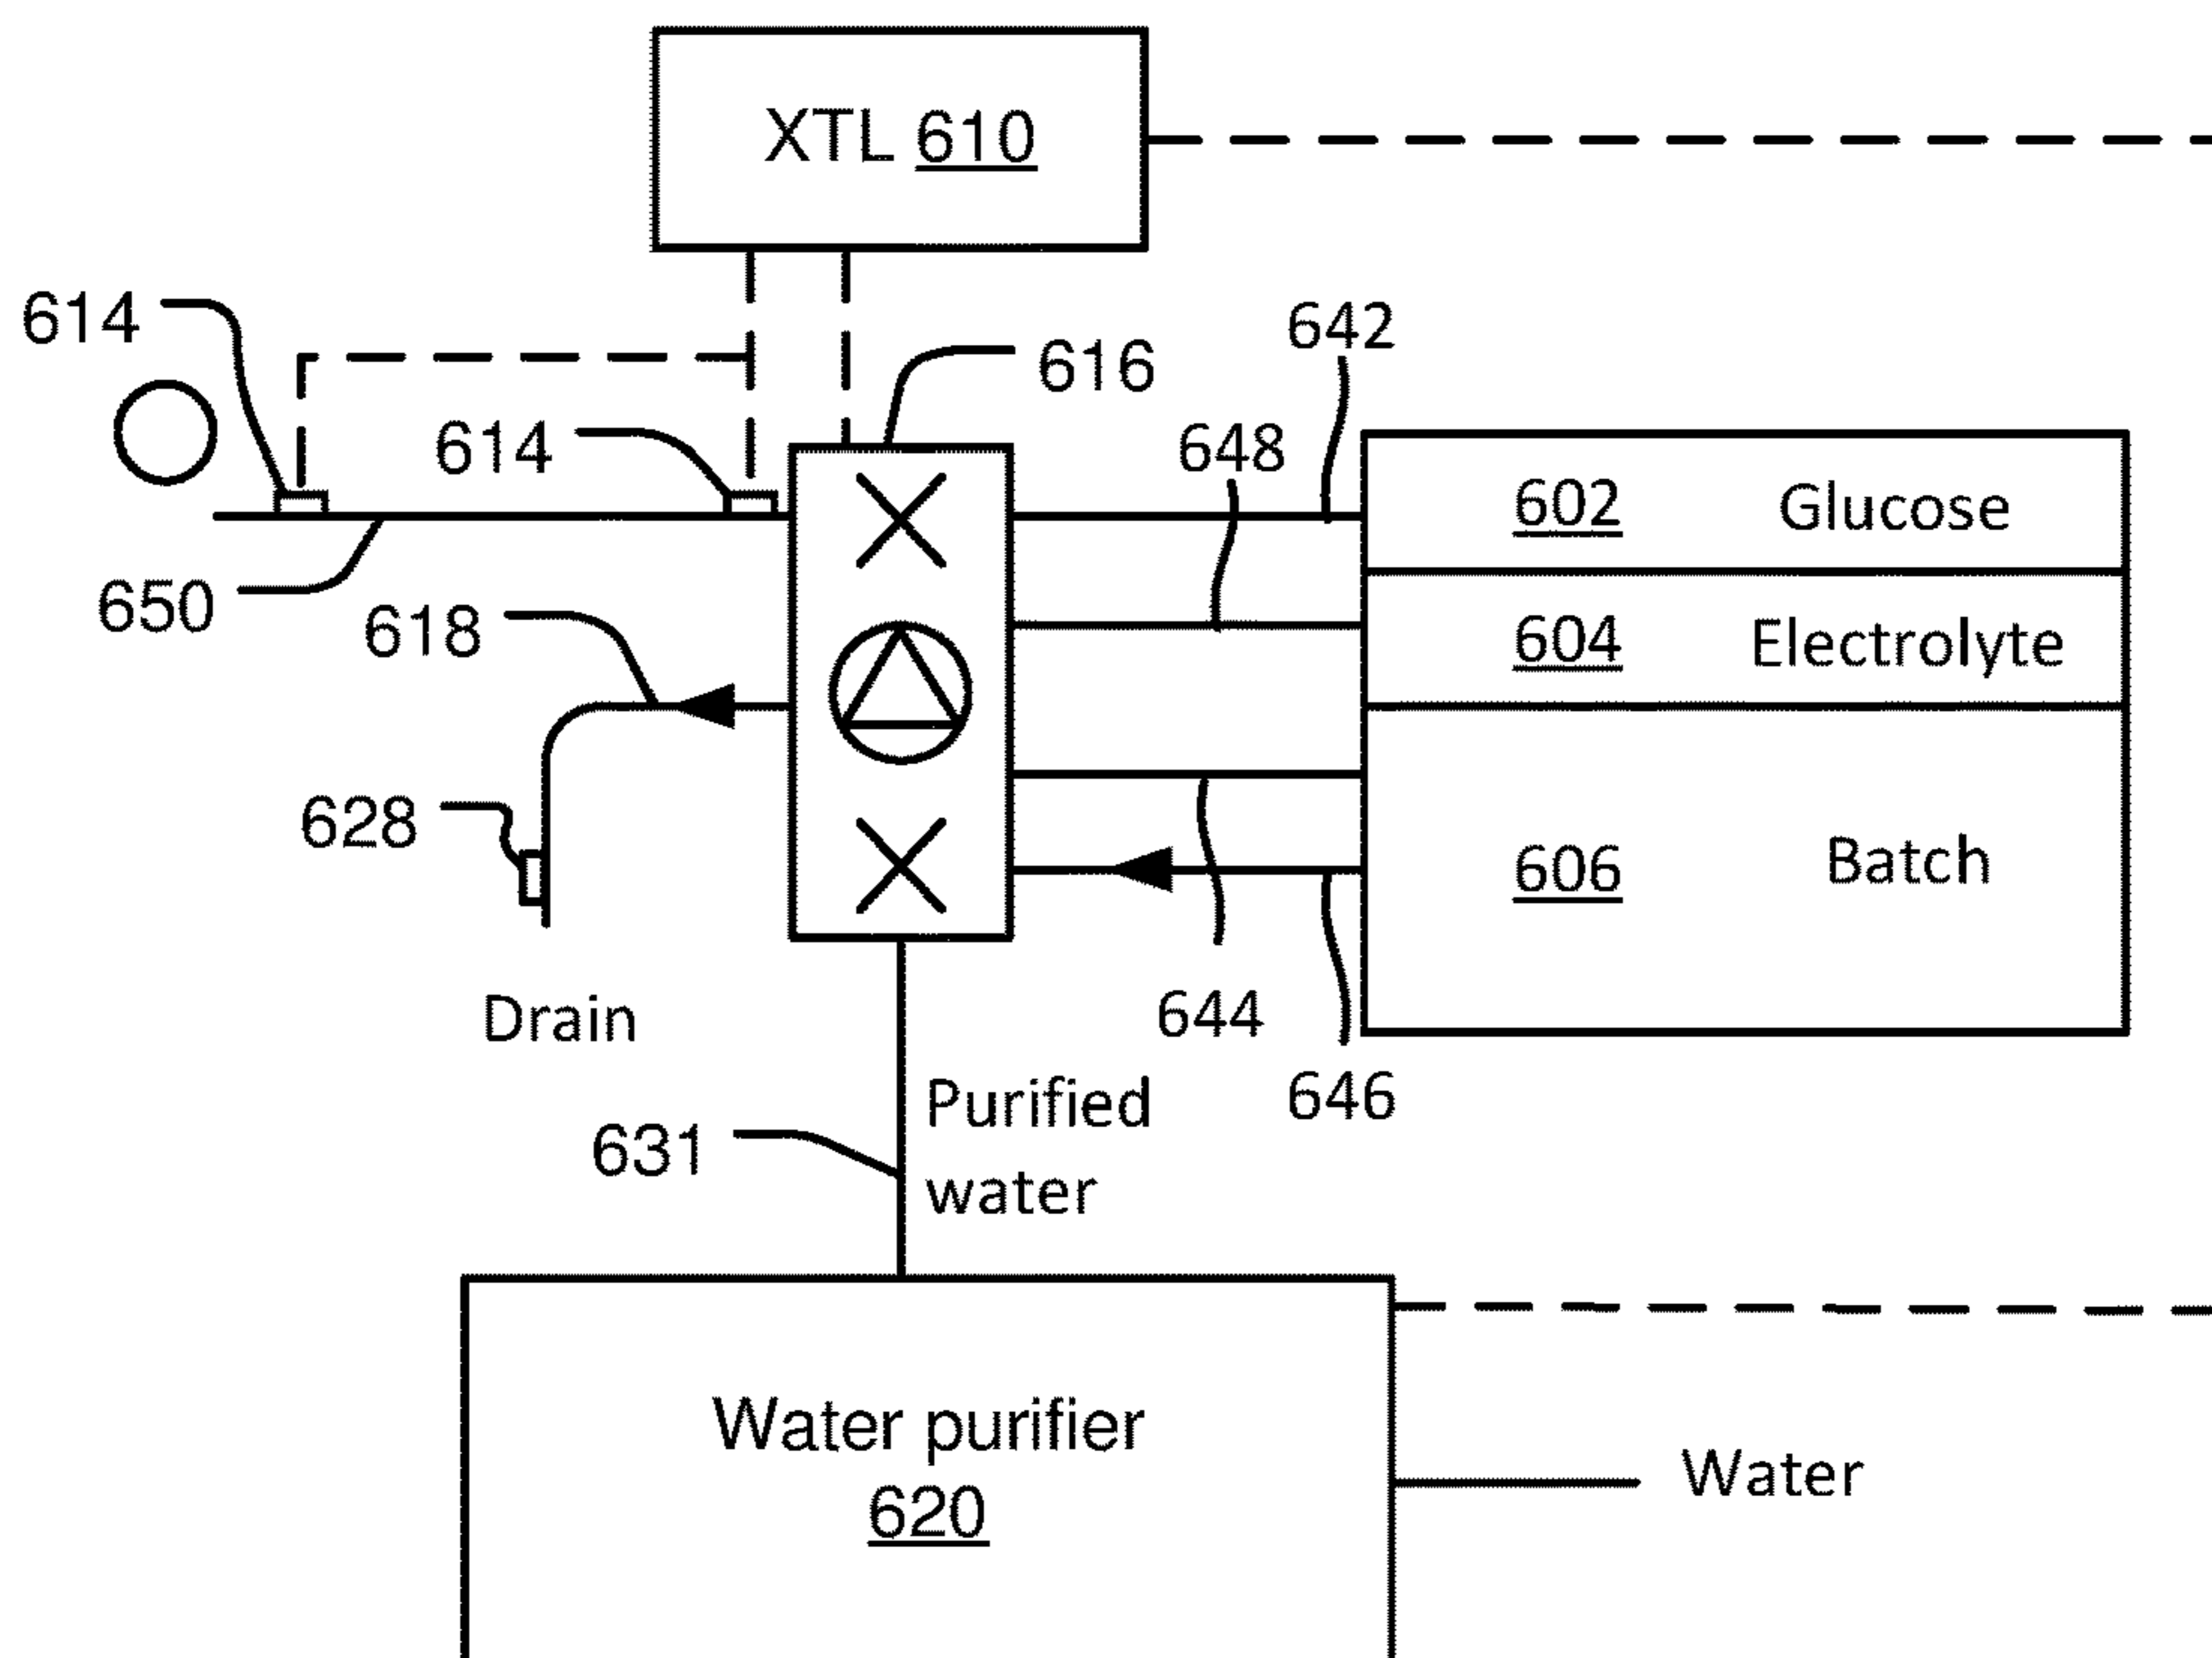 XTL 610
614
642
616
614
648
602 Glucose
650
618
604 Electrolyte
628
606 Batch
Drain
644
646
Purified
water
631
Water purifier
620
Water